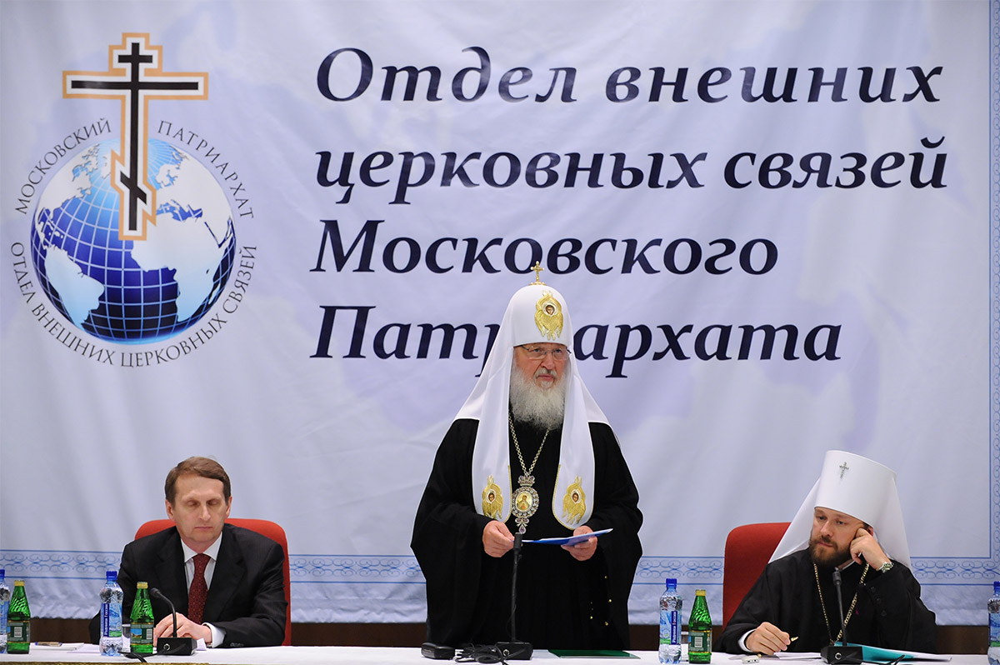 МОСКОВСКИЙ ПАТРИАРХАТ
ОТДЕЛ ВНЕШНИХ ЦЕРКОВНЫХ СВЯЗЕЙ
Отдел внешних
церковных связей
Московского
Патриархата